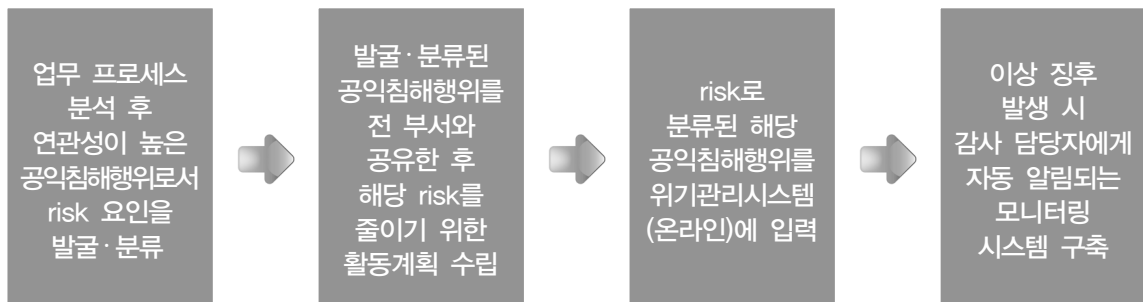 업무 프로세스
분석 후
연관성이 높은
공익침해행위로서
risk 요인을
발굴·분류
발굴·분류된
공익침해행위를
전 부서와
공유한 후
해당 risk를
줄이기 위한
활동계획 수립
risk로
분류된 해당
공익침해행위를
위기관리시스템
(온라인)에 입력
이상 징후
발생 시
감사 담당자에게
자동 알림되는
모니터링
시스템 구축